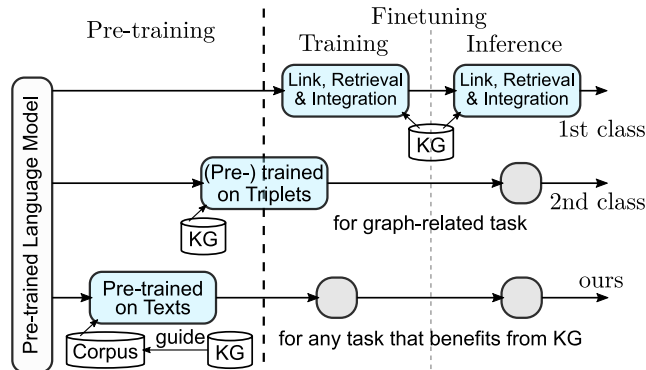 Finetuning
Pre-training
Training
Inference
Pre-trained Language Model
Link, Retrieval
& Integration
Link, Retrieval
& Integration
KG
1st class
(Pre-) trained
on Triplets
KG
for graph-related task
2nd class
Pre-trained
on Texts
ours
Corpus
guide
KG
for any task that benefits from KG